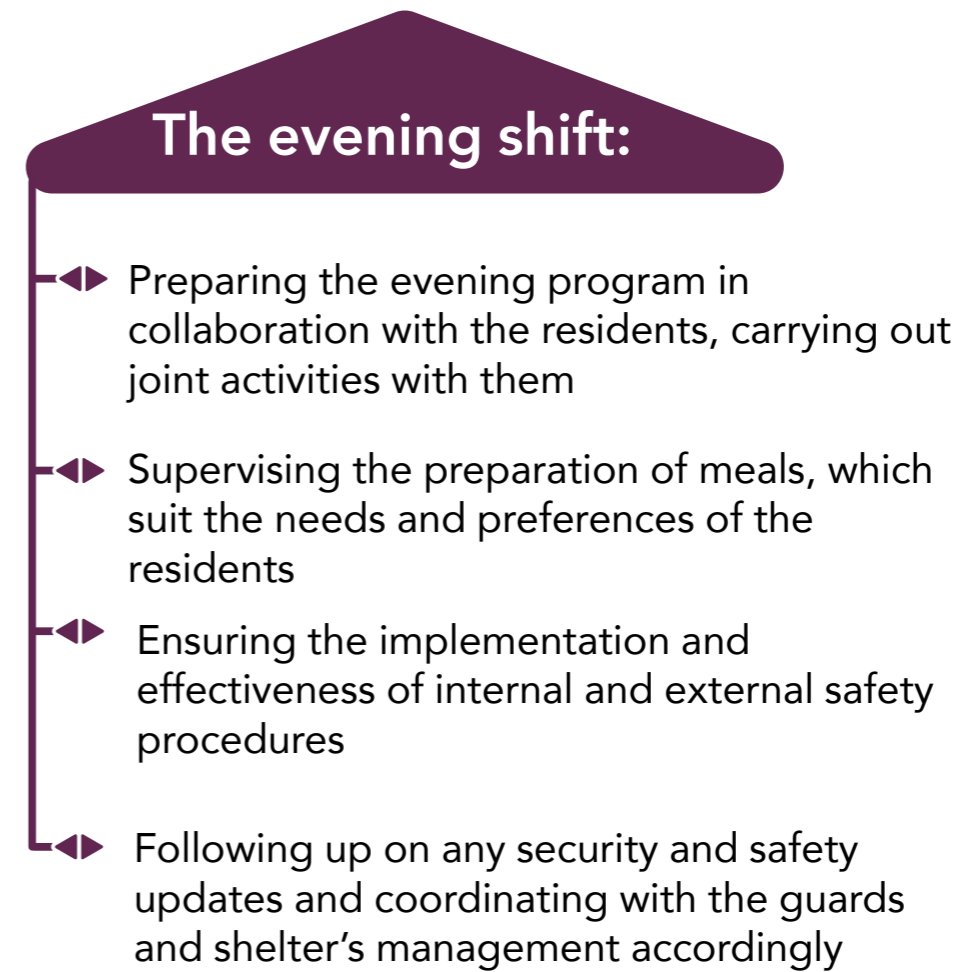 The evening shift:
Preparing the evening program in
collaboration with the residents, carrying out
joint activities with them
Supervising the preparation of meals, which
suit the needs and preferences of the
residents
Ensuring the implementation and
effectiveness of internal and external safety
procedures
Following up on any security and safety
updates and coordinating with the guards
and shelter’s management accordingly